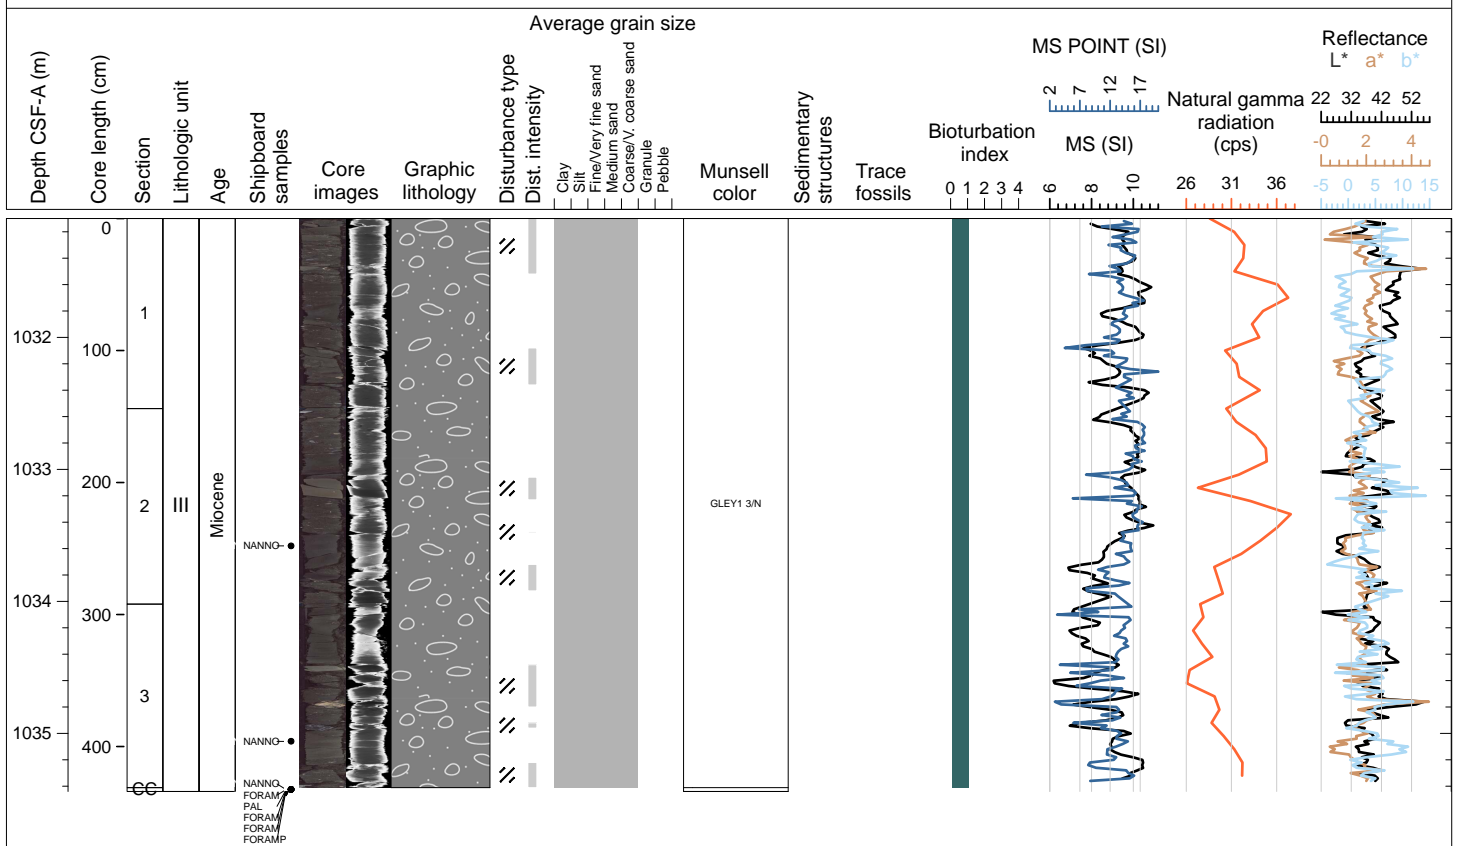 Average grain size
Depth CSF-A (m)
Core length (cm)
Section
Lithologic unit
Age
Shipboard samples
Core images
Graphic lithology
Disturbance type
Dist. intensity
Clay
Silt
Fine/Very fine sand
Medium sand
Coarse/V. coarse sand
Granule
Pebble
Munsell color
Sedimentary structures
Trace fossils
Bioturbation index
0 1 2 3 4
MS POINT (SI)
2 7 12 17
MS (SI)
6 8 10
Natural gamma radiation (cps)
26 31 36
Reflectance
L* a* b*
22 32 42 52
-0 2 4
-5 0 5 10 15
0
1
1032
100
1033
200
2
III
Miocene
GLEY1 3/N
NANNO
1034
300
3
1035
400
NANNO
CC
NANNO
FORAM
PAL
FORAM
FORAM
FORAMP